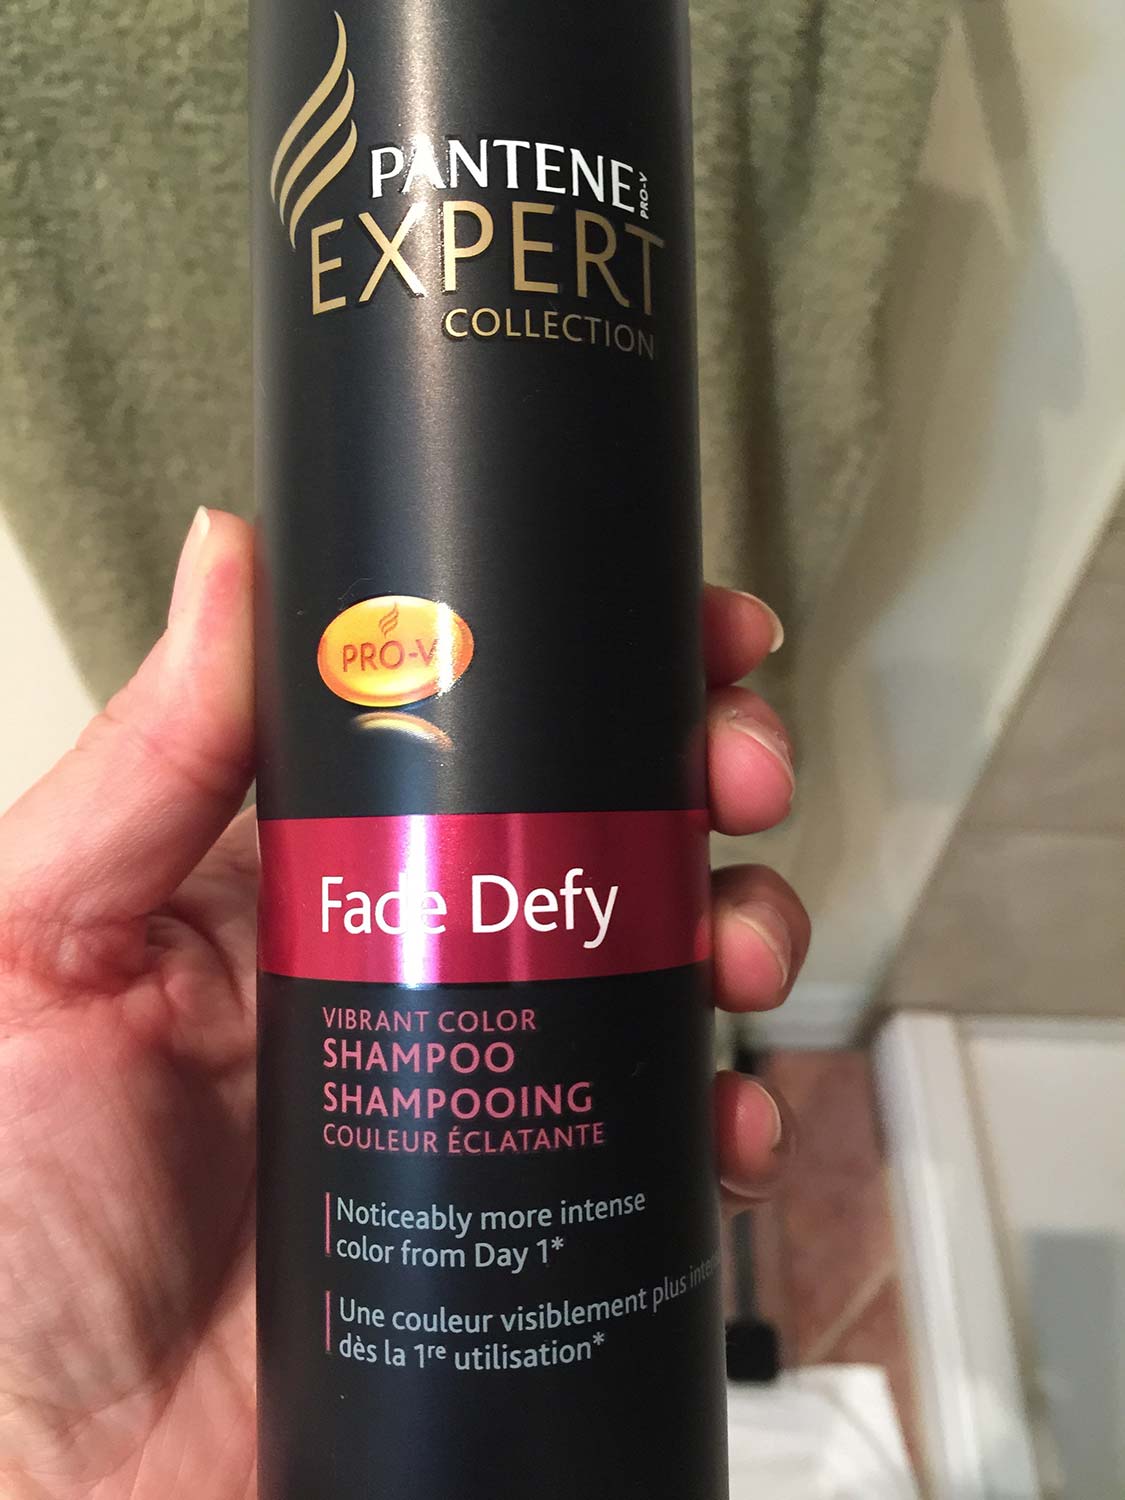 PANTENE
PRO-V
EXPERT
COLLECTION
PRO-V
Fade Defy
VIBRANT COLOR
SHAMPOO
SHAMPOOING
COULEUR ÉCLATANTE
Noticeably more intense
color from Day 1*
Une couleur visiblement plus
dès la 1re utilisation*